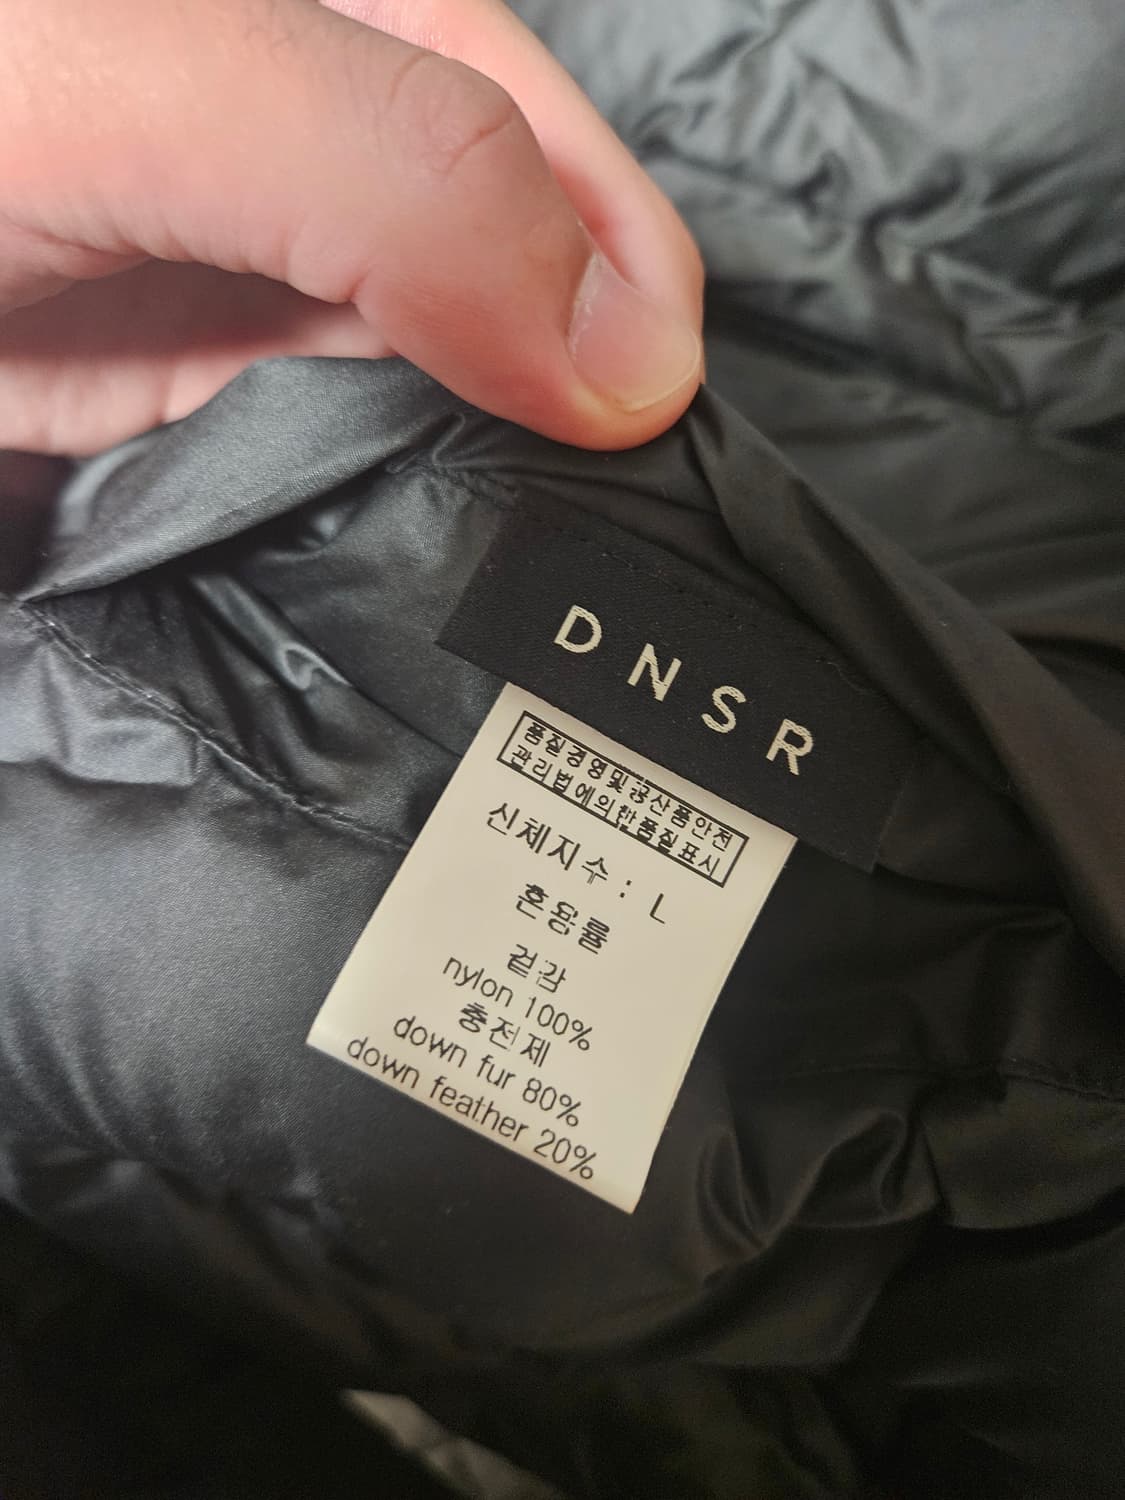 DNSR
품질경영및공산품안전
관리법에의한품질표시
신체지수 : L
혼용률
겉감
nylon 100%
충전제
down fur 80%
down feather 20%